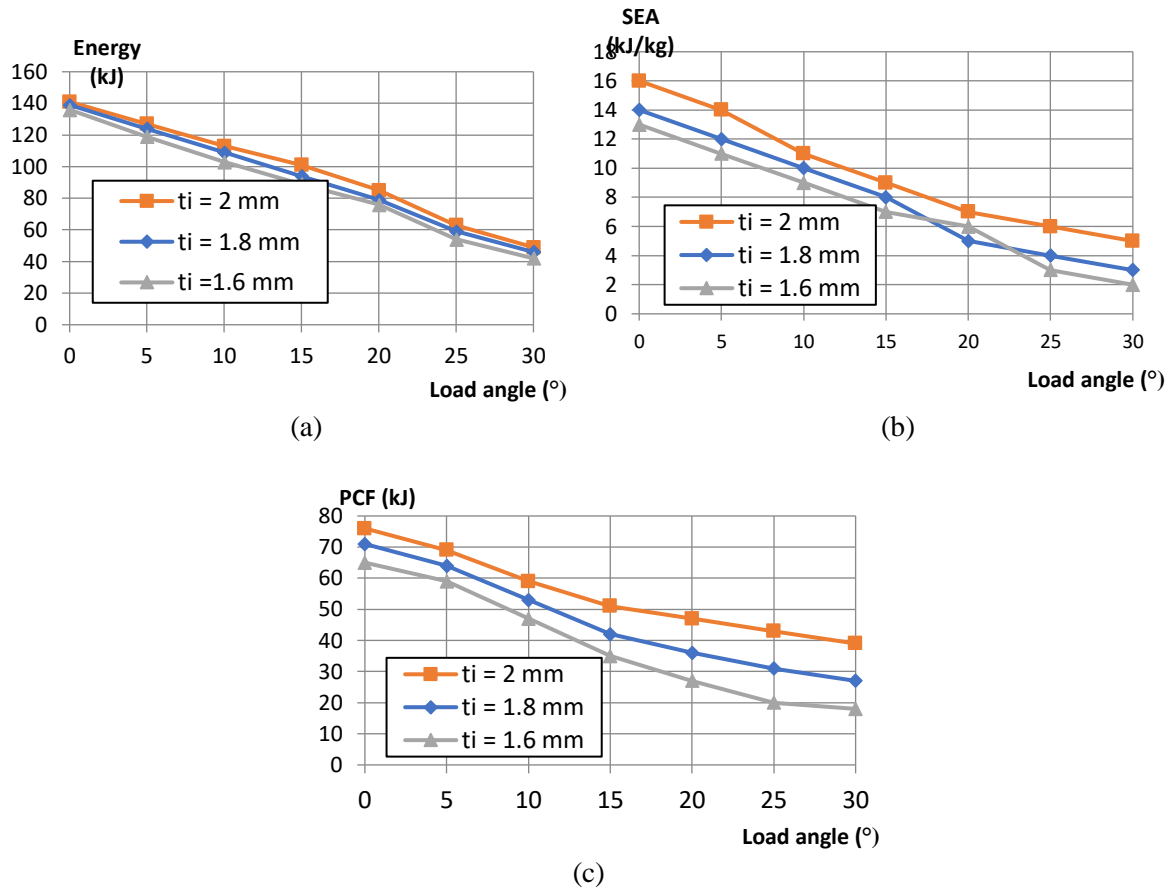 Energy
(kJ)
160
140
120
100
80
60
40
20
0
ti = 2 mm
ti = 1.8 mm
ti =1.6 mm
0 5 10 15 20 25 30
Load angle (°)
(a)
SEA
(kJ/kg)
18
16
14
12
10
8
6
4
2
0
ti = 2 mm
ti = 1.8 mm
ti = 1.6 mm
0 5 10 15 20 25 30
Load angle (°)
(b)
PCF (kJ)
80
70
60
50
40
30
20
10
0
ti = 2 mm
ti = 1.8 mm
ti = 1.6 mm
0 5 10 15 20 25 30
Load angle (°)
(c)